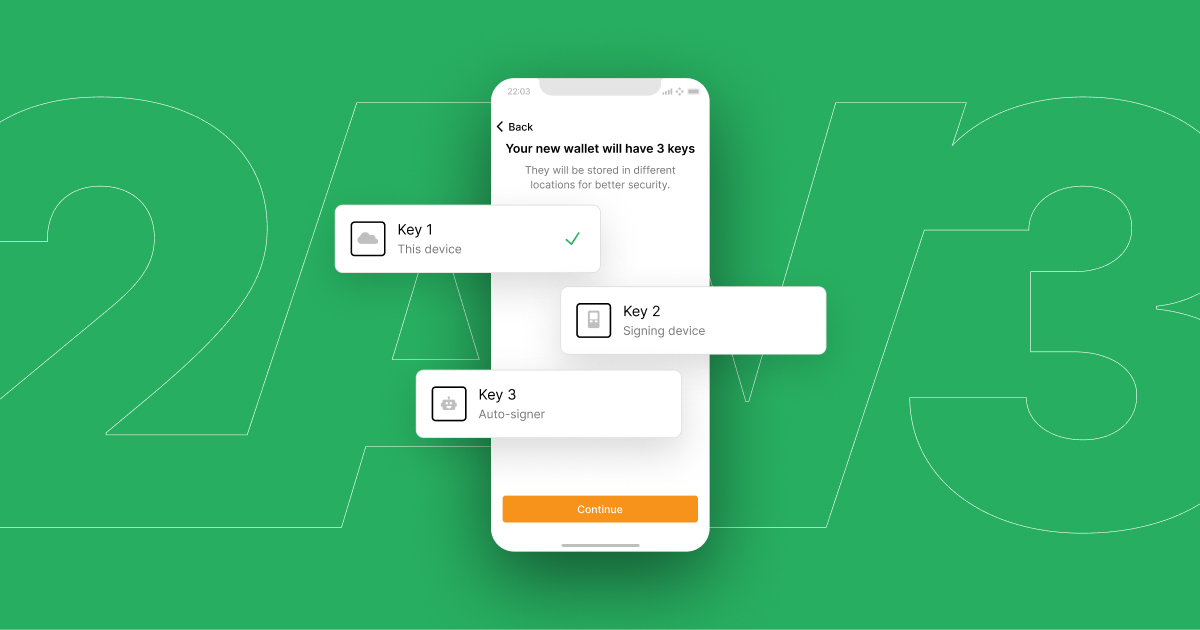 22:03
Back
Your new wallet will have 3 keys
They will be stored in different
locations for better security.
Key 1
This device
Key 2
Signing device
Key 3
Auto-signer
Continue
2/3